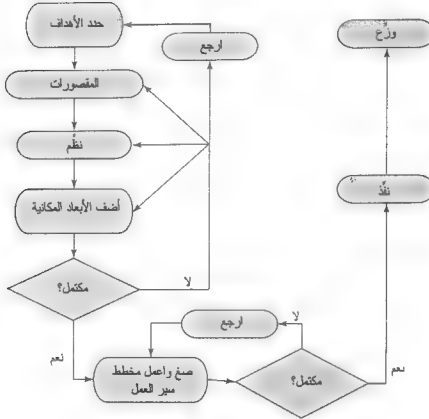 حدد الأهداف
ارجع
وزّع
المقصورات
نظّم
نفّذ
أضف الأبعاد المكانية
مكتمل؟
لا
نعم
ارجع
لا
صغ واعمل مخطط
سير العمل
مكتمل؟
نعم